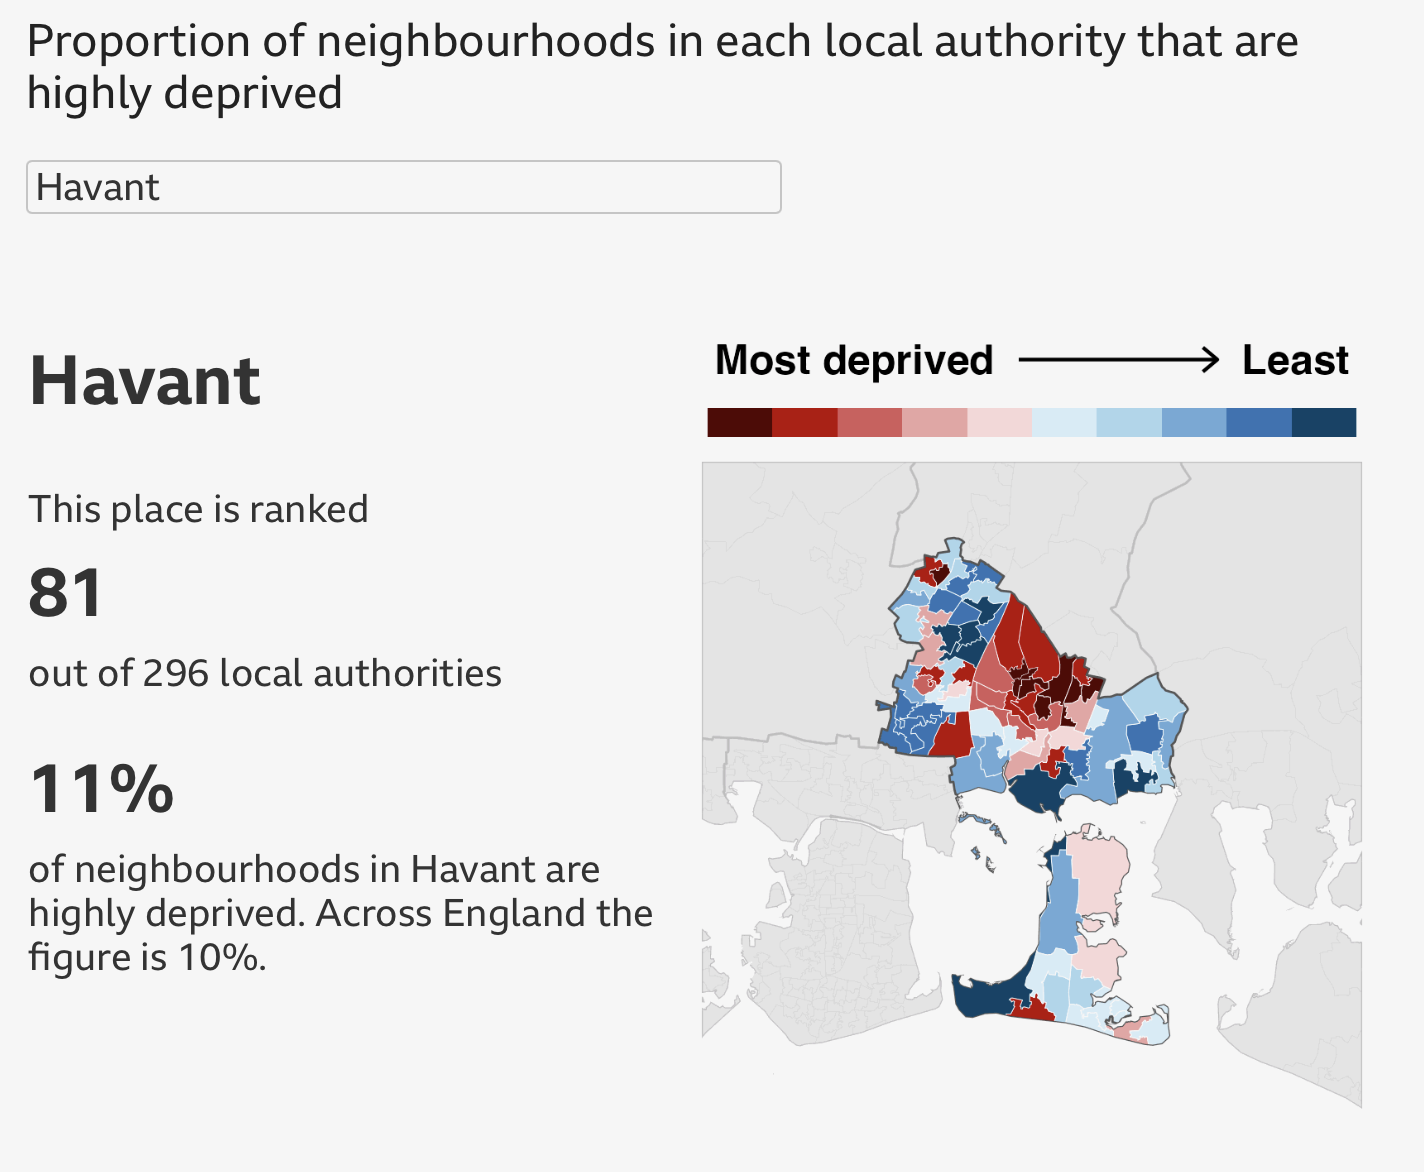 Proportion of neighbourhoods in each local authority that are
highly deprived
Havant
Havant
Most deprived
Least
This place is ranked
81
out of 296 local authorities
11%
of neighbourhoods in Havant are
highly deprived. Across England the
figure is 10%.